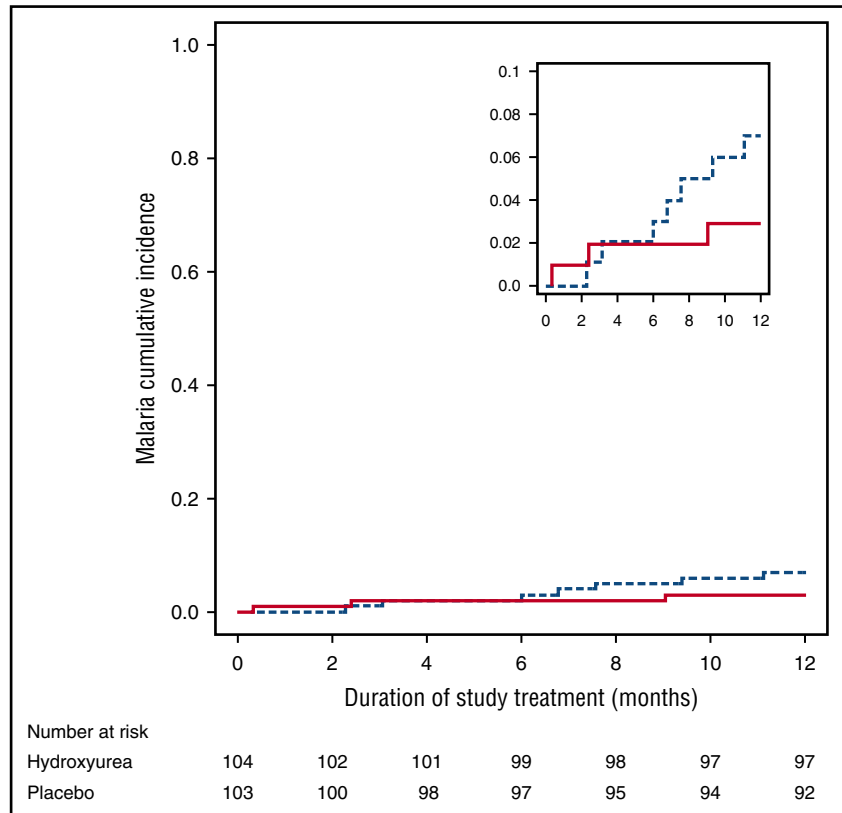 1.0
0.8
0.6
0.4
0.2
0.0
Malaria cumulative incidence
0.1
0.08
0.06
0.04
0.02
0.0
0 2 4 6 8 10 12
0 2 4 6 8 10 12
Duration of study treatment (months)
Number at risk
Hydroxyurea 104 102 101 99 98 97 97
Placebo 103 100 98 97 95 94 92